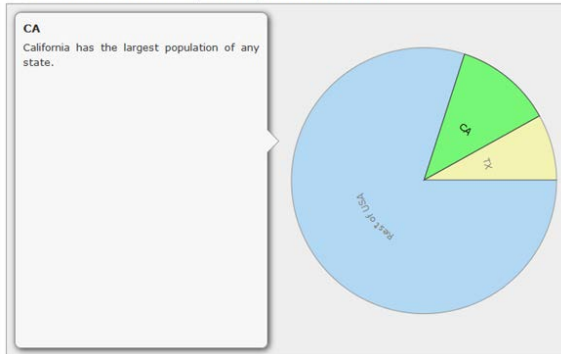 CA
California has the largest population of any
state.
CA
TX
Rest of USA